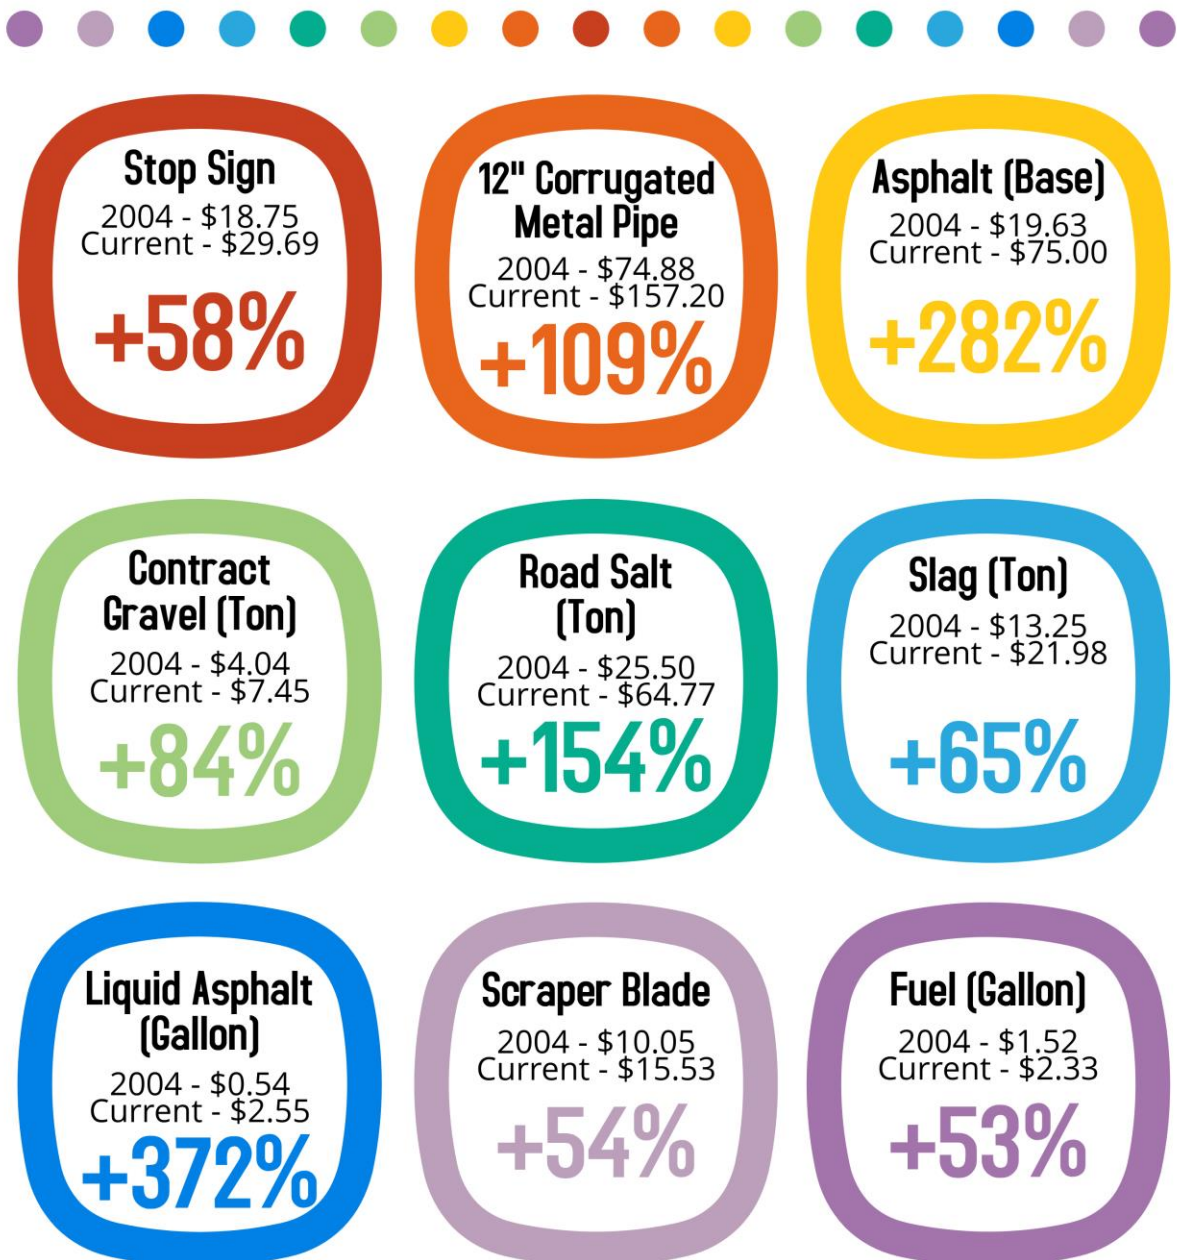 Stop Sign
2004 - $18.75
Current - $29.69
+58%
12" Corrugated
Metal Pipe
2004 - $74.88
Current - $157.20
+109%
Asphalt (Base)
2004 - $19.63
Current - $75.00
+282%
Contract
Gravel (Ton)
2004 - $4.04
Current - $7.45
+84%
Road Salt
(Ton)
2004 - $25.50
Current - $64.77
+154%
Slag (Ton)
2004 - $13.25
Current - $21.98
+65%
Liquid Asphalt
(Gallon)
2004 - $0.54
Current - $2.55
+372%
Scraper Blade
2004 - $10.05
Current - $15.53
+54%
Fuel (Gallon)
2004 - $1.52
Current - $2.33
+53%